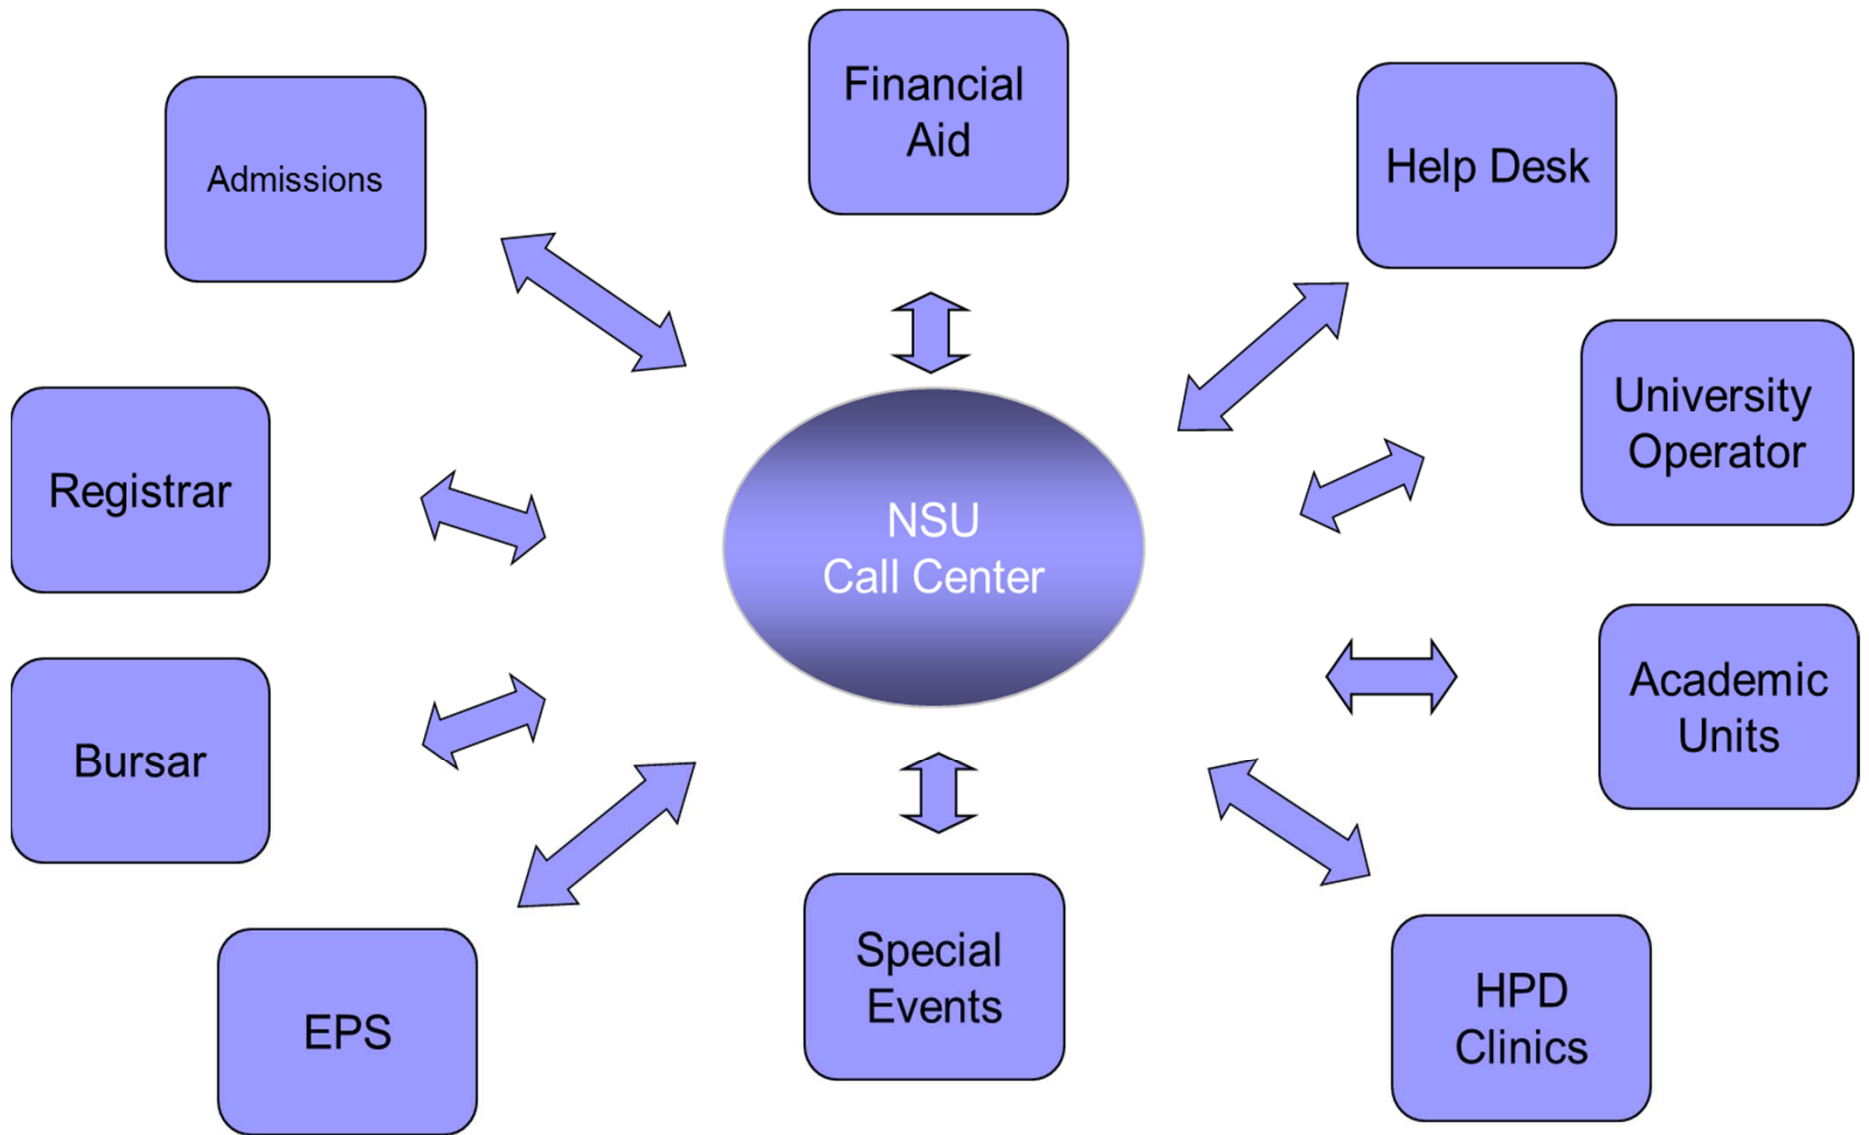 Financial
Aid
Admissions
Help Desk
University
Operator
Registrar
NSU
Call Center
Academic
Units
Bursar
Special
Events
HPD
Clinics
EPS